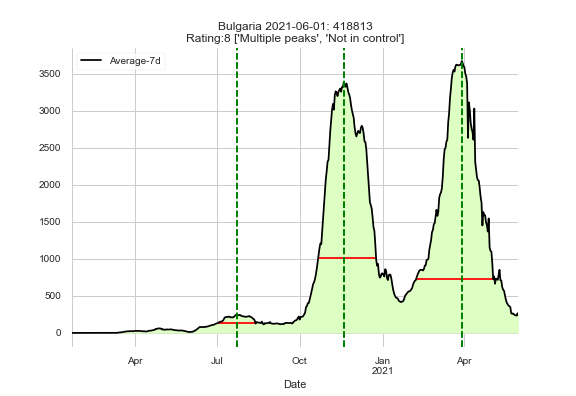 Bulgaria 2021-06-01: 418813
Rating:8 ['Multiple peaks', 'Not in control']
Average-7d
3500
3000
2500
2000
1500
1000
500
0
Apr Jul Oct Jan Apr
2021
Date